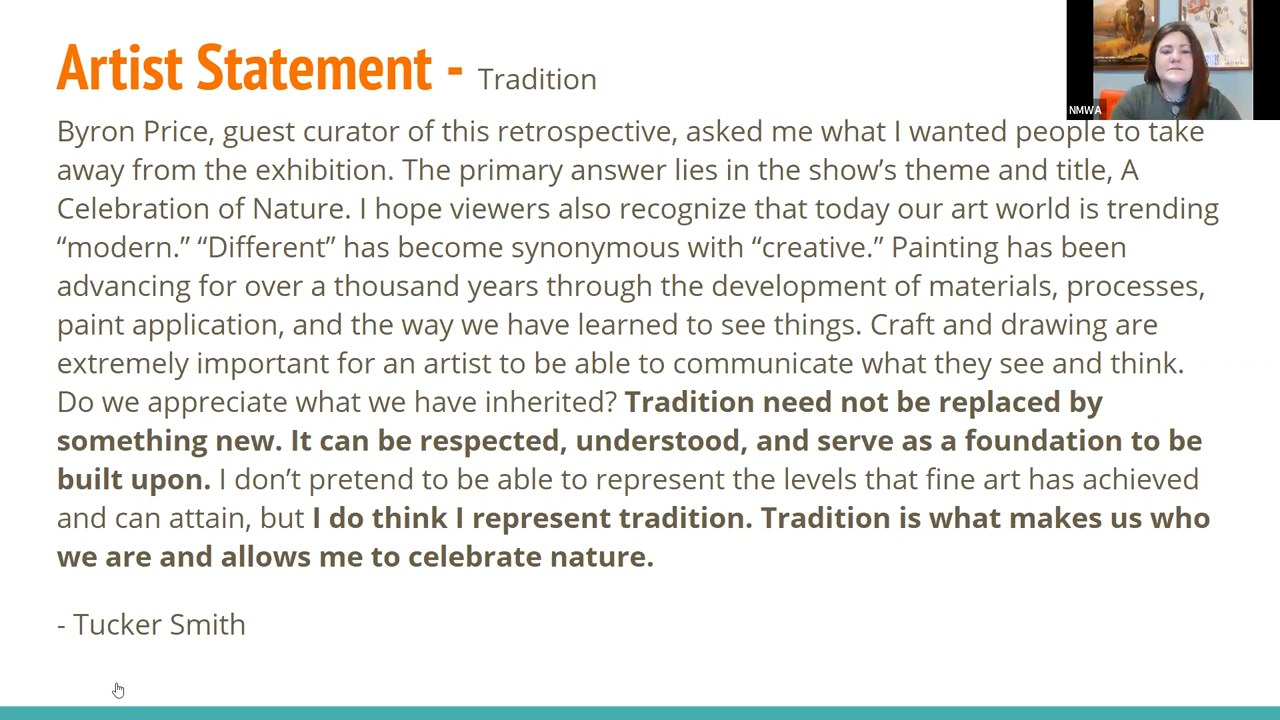 Artist Statement - Tradition
Byron Price, guest curator of this retrospective, asked me what I wanted people to take
away from the exhibition. The primary answer lies in the show’s theme and title, A
Celebration of Nature. I hope viewers also recognize that today our art world is trending
“modern.” “Different” has become synonymous with “creative.” Painting has been
advancing for over a thousand years through the development of materials, processes,
paint application, and the way we have learned to see things. Craft and drawing are
extremely important for an artist to be able to communicate what they see and think.
Do we appreciate what we have inherited? Tradition need not be replaced by
something new. It can be respected, understood, and serve as a foundation to be
built upon. I don’t pretend to be able to represent the levels that fine art has achieved
and can attain, but I do think I represent tradition. Tradition is what makes us who
we are and allows me to celebrate nature.
- Tucker Smith
NMWA